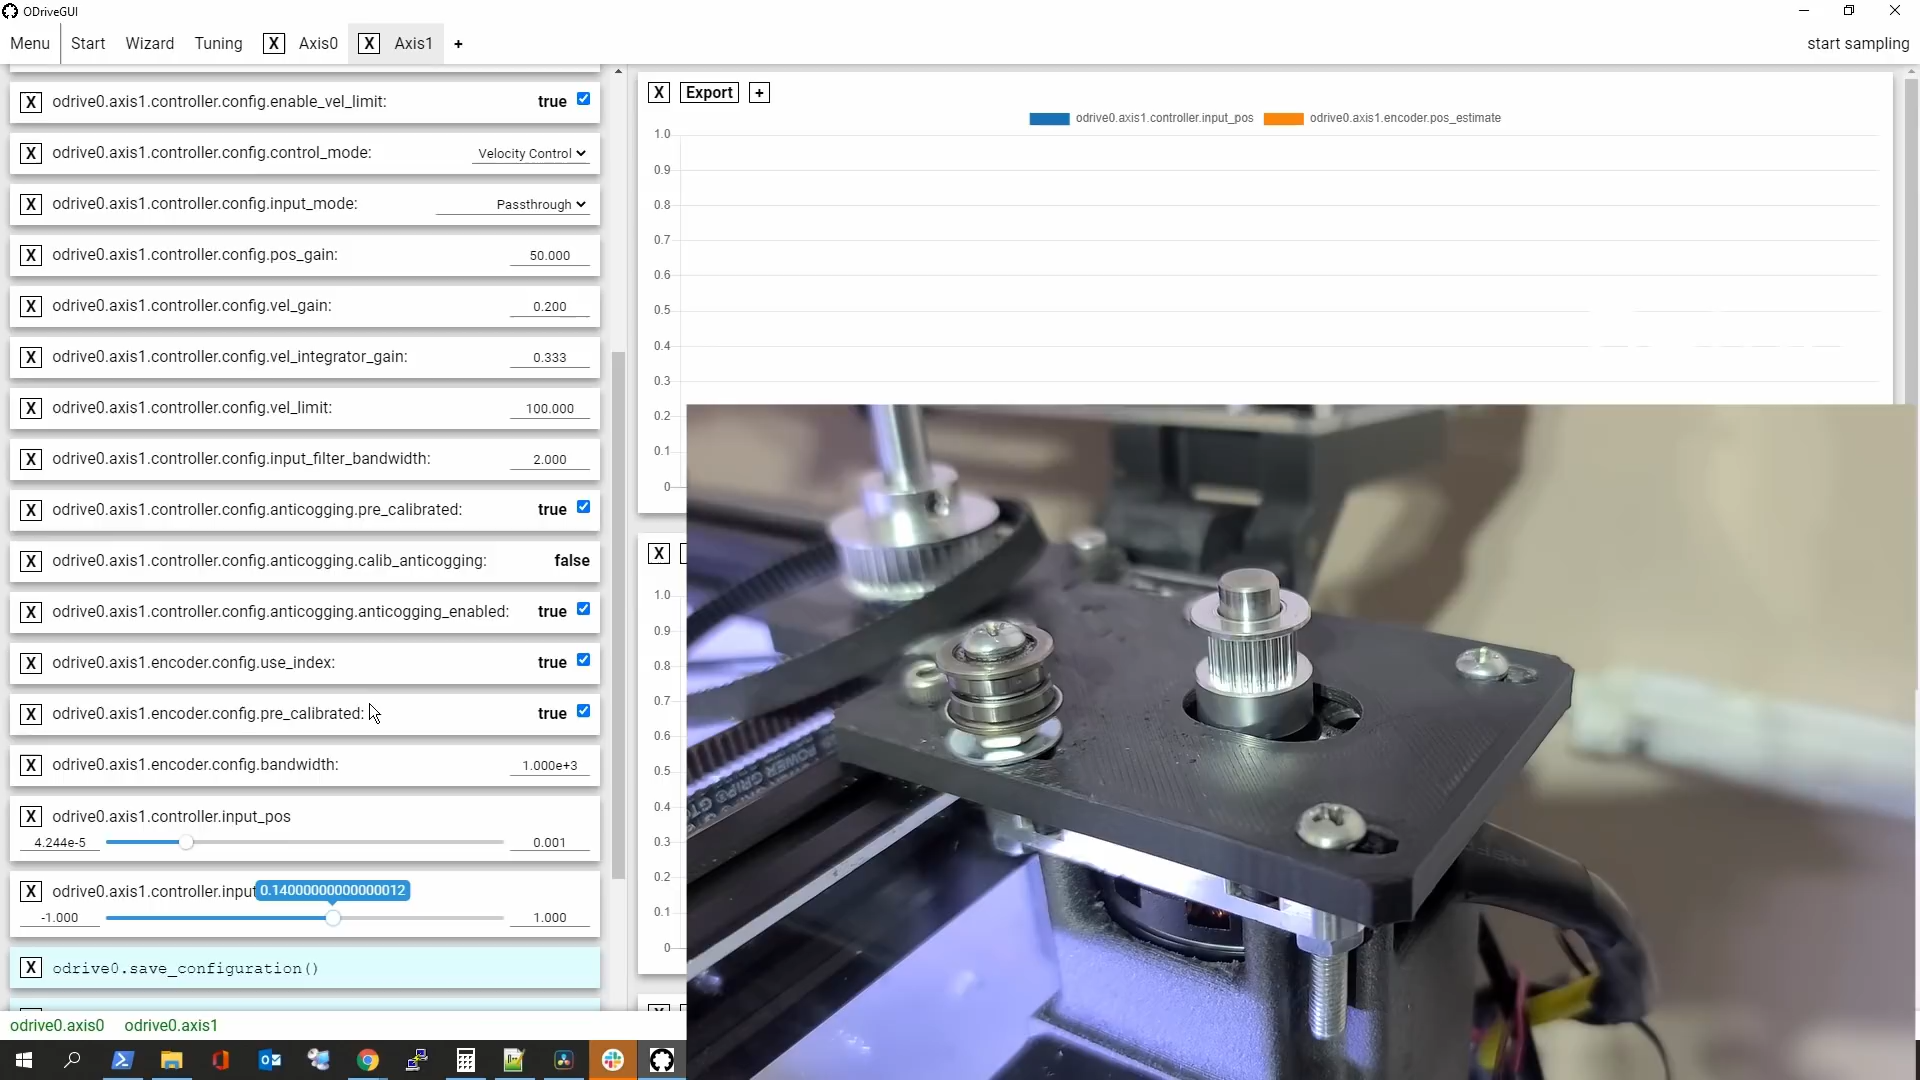 ODriveGUI
Menu Start Wizard Tuning X Axis0 X Axis1 + start sampling
X odrive0.axis1.controller.config.enable_vel_limit: true
X odrive0.axis1.controller.config.control_mode: Velocity Control
X odrive0.axis1.controller.config.input_mode: Passthrough
X odrive0.axis1.controller.config.pos_gain: 50.000
X odrive0.axis1.controller.config.vel_gain: 0.200
X odrive0.axis1.controller.config.vel_integrator_gain: 0.333
X odrive0.axis1.controller.config.vel_limit: 100.000
X odrive0.axis1.controller.config.input_filter_bandwidth: 2.000
X odrive0.axis1.controller.config.anticogging.pre_calibrated: true
X odrive0.axis1.controller.config.anticogging.calib_anticogging: false
X odrive0.axis1.controller.config.anticogging.anticogging_enabled: true
X odrive0.axis1.encoder.config.use_index: true
X odrive0.axis1.encoder.config.pre_calibrated: true
X odrive0.axis1.encoder.config.bandwidth: 1.000e+3
X odrive0.axis1.controller.input_pos
4.244e-5 0.001
X odrive0.axis1.controller.input 0.14000000000000012
-1.000 1.000
X odrive0.save_configuration()
odrive0.axis0 odrive0.axis1
X Export +
odrive0.axis1.controller.input_pos odrive0.axis1.encoder.pos_estimate
1.0
0.9
0.8
0.7
0.6
0.5
0.4
0.3
0.2
0.1
0
X
1.0
0.9
0.8
0.7
0.6
0.5
0.4
0.3
0.2
0.1
0
POWER GRIP® GT